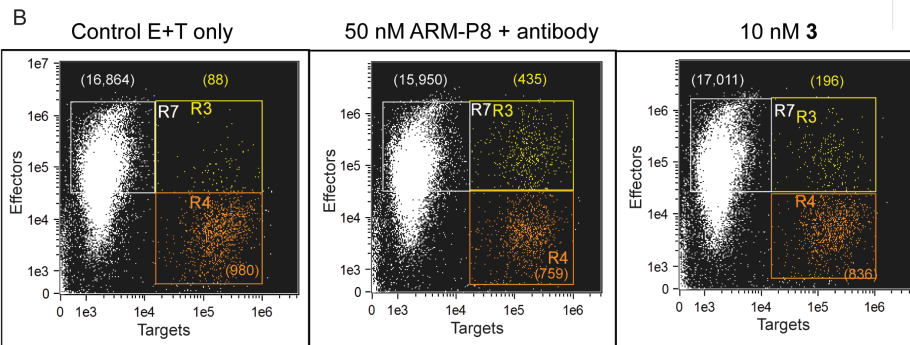 B
Control E+T only
50 nM ARM-P8 + antibody
10 nM 3
1e7
1e6
1e5
1e4
1e3
0
Effectors
(16,864)
(88)
R7
R3
R4
(980)
0
1e3
1e4
1e5
1e6
Targets
1e6
1e5
1e4
1e3
0
Effectors
(15,950)
(435)
R7
R3
R4
(759)
0
1e3
1e4
1e5
1e6
Targets
1e6
1e5
1e4
1e3
0
Effectors
(17,011)
(196)
R7
R3
R4
(836)
0
1e3
1e4
1e5
1e6
Targets